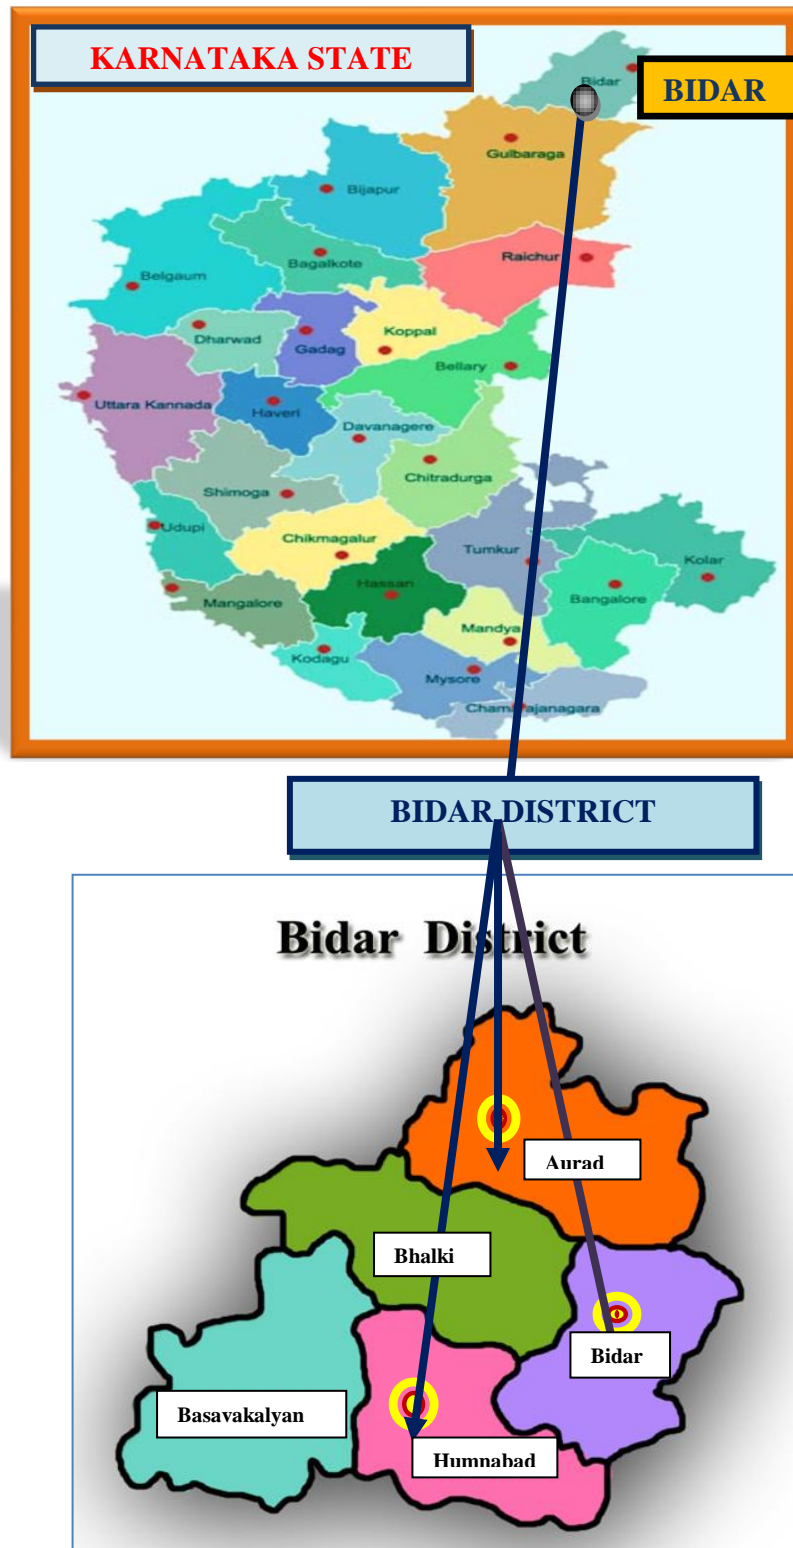 KARNATAKA STATE
Bidar
BIDAR
Gulbaraga
Bijapur
Raichur
Bagalkote
Belgaum
Koppal
Dharwad
Gadag
Bellary
Uttara Kannada
Haveri
Davanagere
Chitradurga
Shimoga
Udupi
Chikmagalur
Tumkur
Kolar
Hassan
Bangalore
Mangalore
Mandya
Kodagu
Mysore
Chamrajanagara
BIDAR DISTRICT
Bidar District
Aurad
Bhalki
Bidar
Basavakalyan
Humnabad